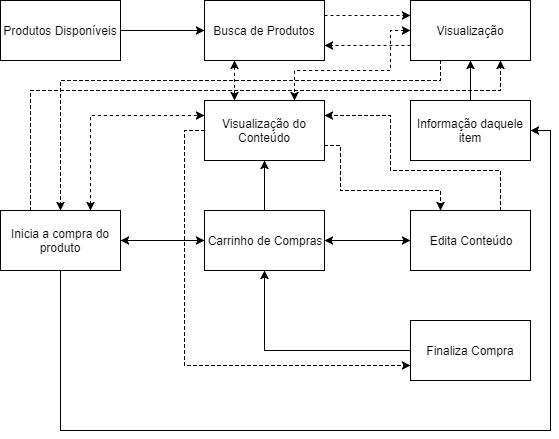 Produtos Disponíveis
Busca de Produtos
Visualização
Visualização do
Conteúdo
Informação daquele
item
Inicia a compra do
produto
Carrinho de Compras
Edita Conteúdo
Finaliza Compra